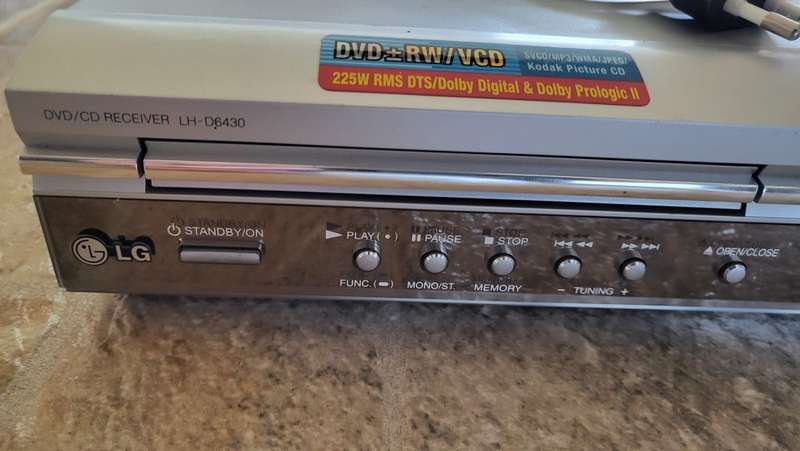 DVD±RW/VCD
SVCD/MP3/WMA/JPEG/
Kodak Picture CD
225W RMS DTS/Dolby Digital & Dolby Prologic II
DVD/CD RECEIVER LH-D6430
STANDBY/ON
PLAY
PAUSE
STOP
OPEN/CLOSE
LG
FUNC.
MONO/ST.
MEMORY
- TUNING +